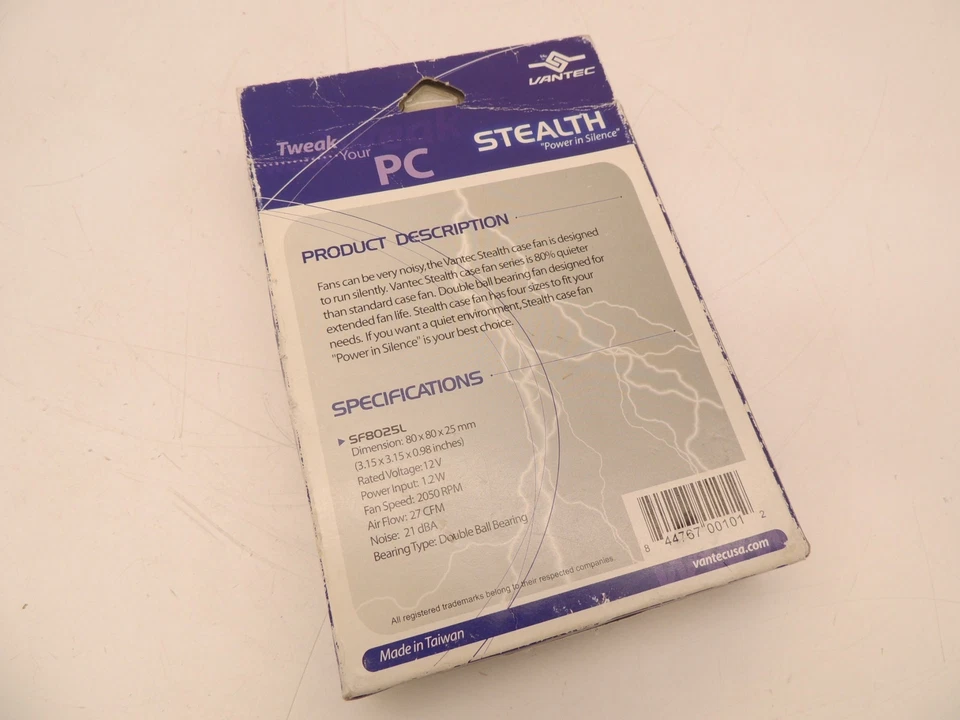 VANTEC
Tweak Your PC
STEALTH
"Power in Silence"
PRODUCT DESCRIPTION
Fans can be very noisy, the Vantec Stealth case fan is designed
to run silently. Vantec Stealth case fan series is 80% quieter
than standard case fan. Double ball bearing fan designed for
extended fan life. Stealth case fan has four sizes to fit your
needs. If you want a quiet environment, Stealth case fan
"Power in Silence" is your best choice.
SPECIFICATIONS
SF8025L
Dimension: 80 x 80 x 25 mm
(3.15 x 3.15 x 0.98 inches)
Rated Voltage: 12 V
Power Input: 1.2 W
Fan Speed: 2050 RPM
Air Flow: 27 CFM
Noise: 21 dBA
Bearing Type: Double Ball Bearing
8 44767 00101 2
vantecusa.com
All registered trademarks belong to their respected companies
Made in Taiwan